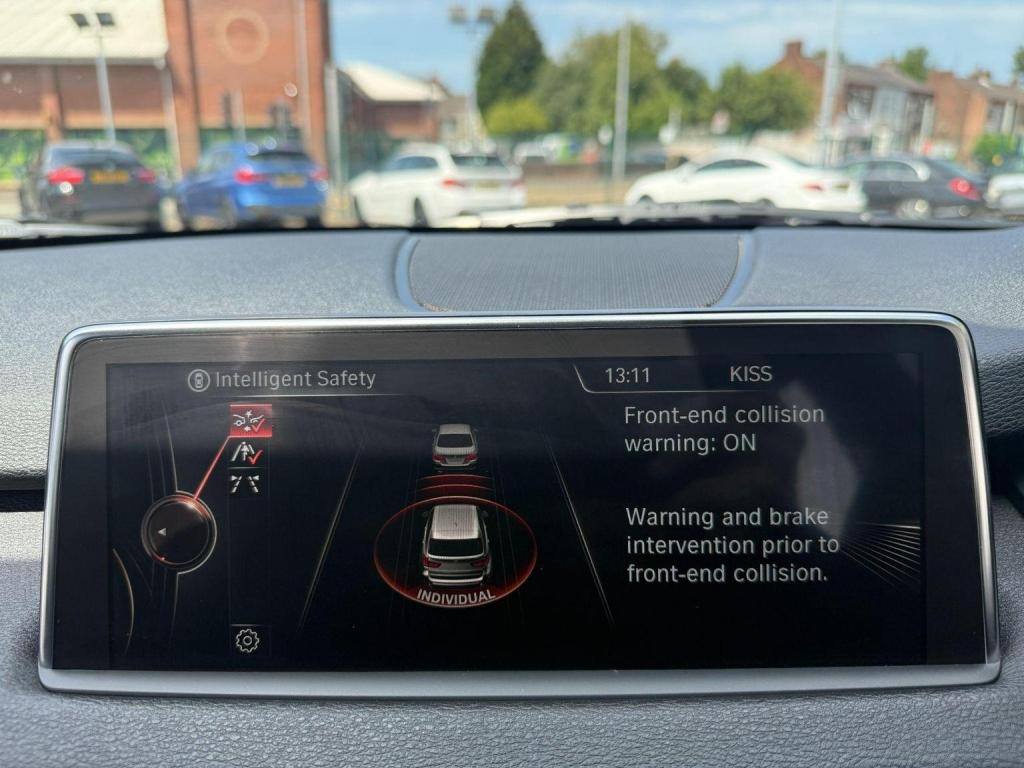 Intelligent Safety
13:11 KISS
Front-end collision
warning: ON
Warning and brake
intervention prior to
front-end collision.
INDIVIDUAL